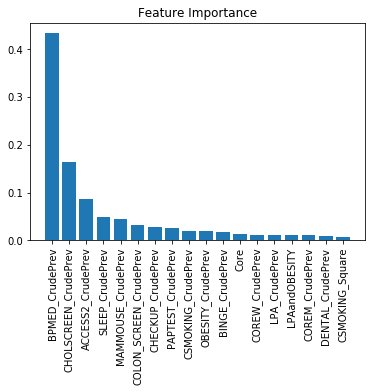 Feature Importance
0.4
0.3
0.2
0.1
0.0
BPMED_CrudePrev
CHOLSCREEN_CrudePrev
ACCESS2_CrudePrev
SLEEP_CrudePrev
MAMMOUSE_CrudePrev
COLON_SCREEN_CrudePrev
CHECKUP_CrudePrev
PAPTEST_CrudePrev
CSMOKING_CrudePrev
OBESITY_CrudePrev
BINGE_CrudePrev
Core
COREW_CrudePrev
LPA_CrudePrev
LPAandOBESITY
COREM_CrudePrev
DENTAL_CrudePrev
CSMOKING_Square